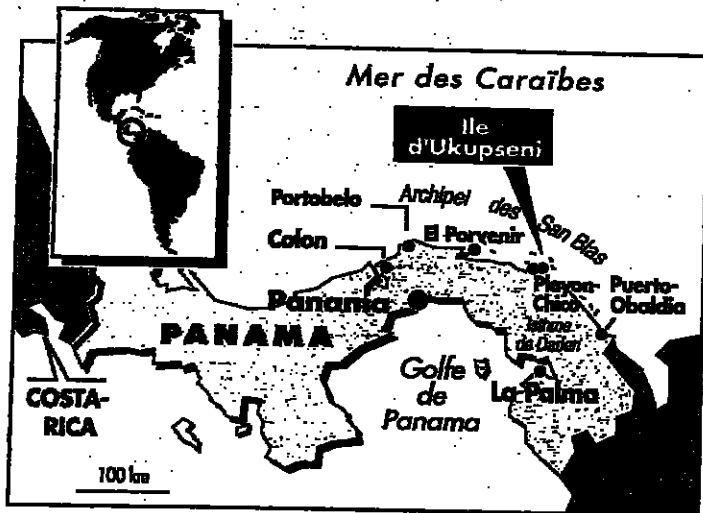 Mer des Caraïbes
Ile
d'Ukupseni
Portobelo
Archipel des San Blas
El Porvenir
Colon
Playon-
Chico
Puerto-
Obaldia
Panama
PANAMA
Isthme
de Darien
Golfe
de
Panama
La Palma
COSTA-
RICA
100 km